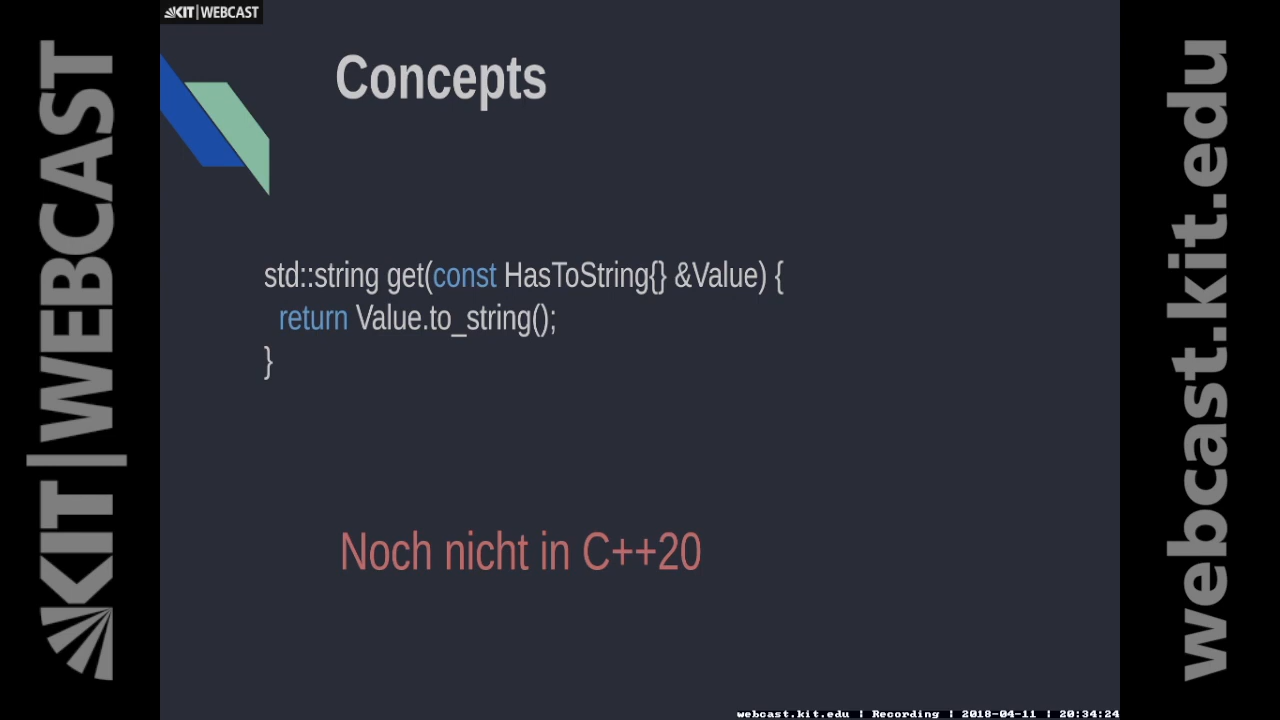 KIT|WEBCAST
KIT|WEBCAST
Concepts
std::string get(const HasToString{} &Value) {
return Value.to_string();
}
Noch nicht in C++20
webcast.kit.edu
webcast.kit.edu | Recording | 2018-04-11 | 20:34:24